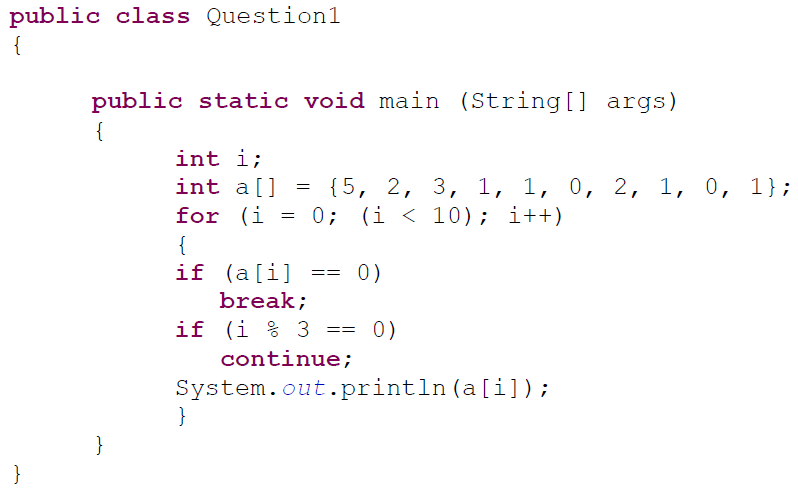 public class Question1
{
public static void main (String[] args)
{
int i;
int a[] = {5, 2, 3, 1, 1, 0, 2, 1, 0, 1};
for (i = 0; (i < 10); i++)
{
if (a[i] == 0)
break;
if (i % 3 == 0)
continue;
System.out.println(a[i]);
}
}
}